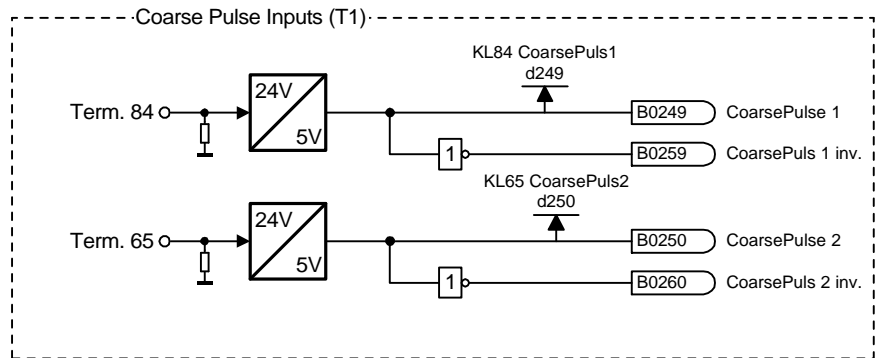 Coarse Pulse Inputs (T1)
KL84 CoarsePuls1
d249
24V
Term. 84
5V
B0249 CoarsePulse 1
1
B0259 CoarsePuls 1 inv.
KL65 CoarsePuls2
d250
24V
Term. 65
5V
B0250 CoarsePulse 2
1
B0260 CoarsePuls 2 inv.